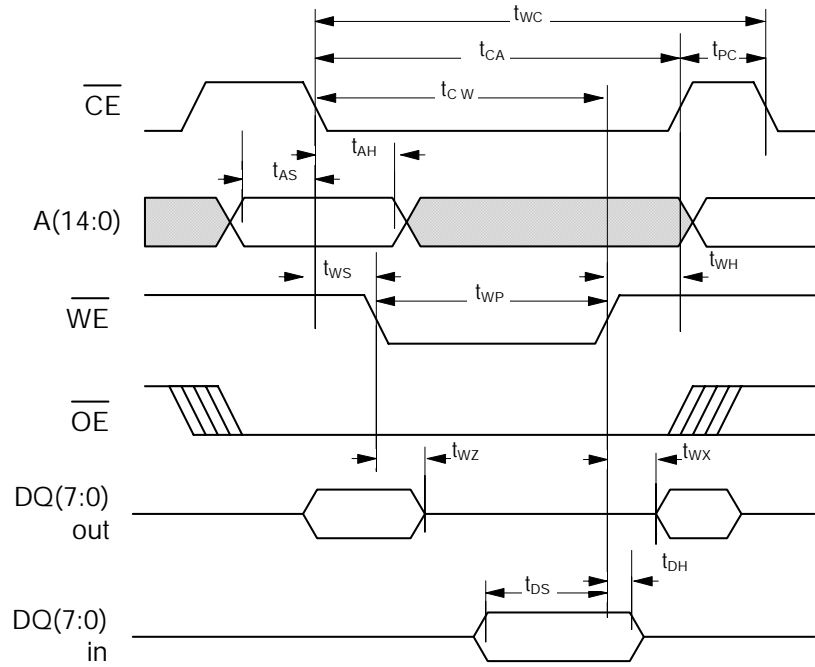 tWC
tCA
tPC
CE
tCW
tAH
tAS
A(14:0)
tWS
tWH
tWP
WE
OE
tWZ
tWX
DQ(7:0)
out
tDH
tDS
DQ(7:0)
in